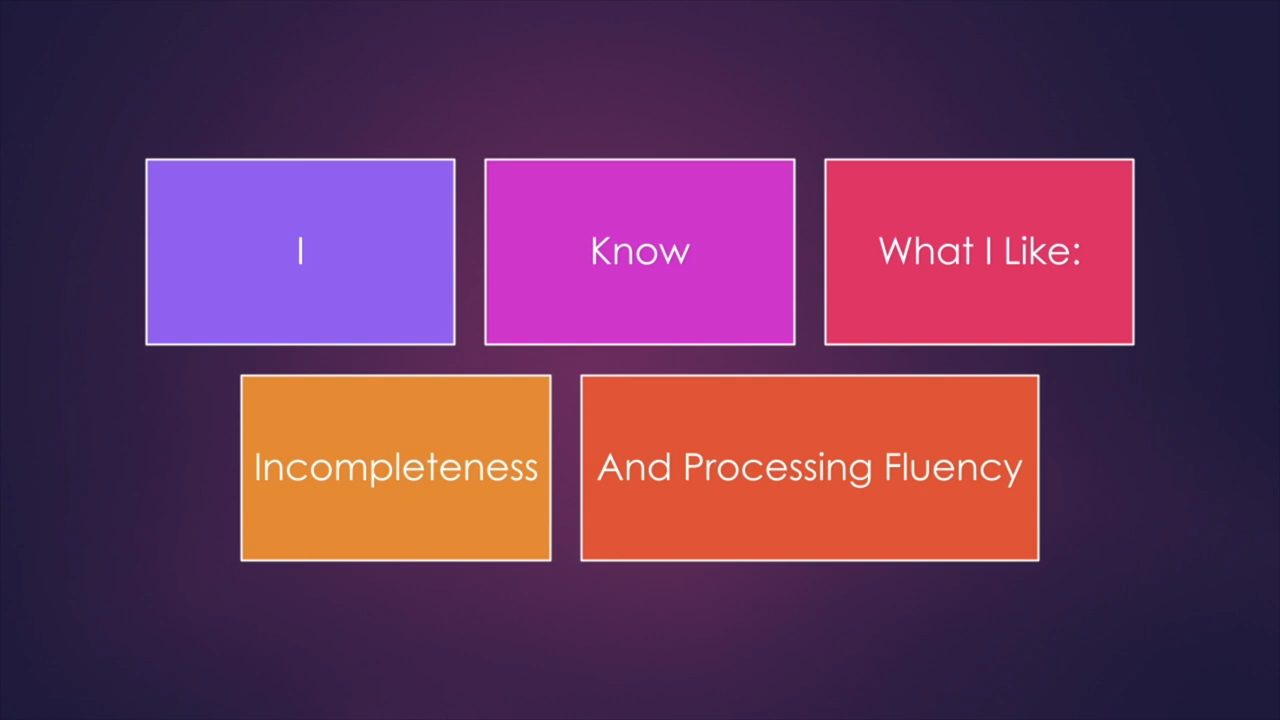 I
Know
What I Like:
Incompleteness
And Processing Fluency